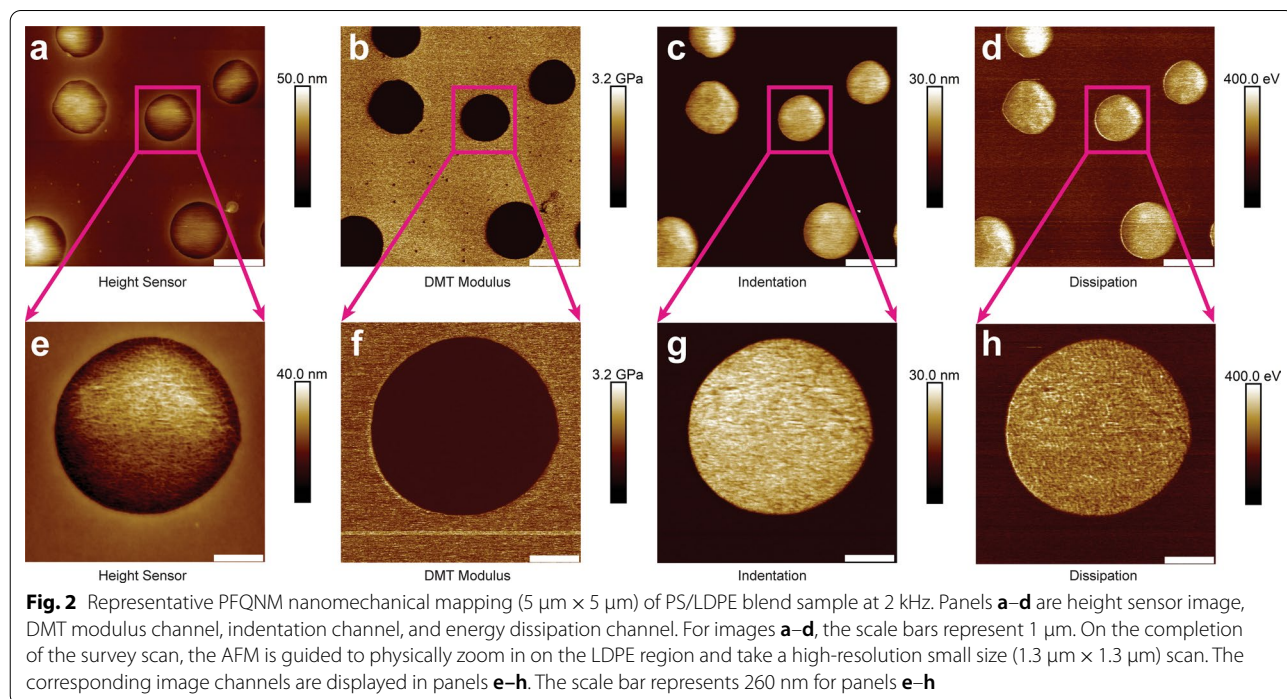 a
50.0 nm
Height Sensor
b
3.2 GPa
DMT Modulus
c
30.0 nm
Indentation
d
400.0 eV
Dissipation
e
40.0 nm
Height Sensor
f
3.2 GPa
DMT Modulus
g
30.0 nm
Indentation
h
400.0 eV
Dissipation
Fig. 2 Representative PFQNM nanomechanical mapping (5 μm × 5 μm) of PS/LDPE blend sample at 2 kHz. Panels a–d are height sensor image,
DMT modulus channel, indentation channel, and energy dissipation channel. For images a–d, the scale bars represent 1 μm. On the completion
of the survey scan, the AFM is guided to physically zoom in on the LDPE region and take a high-resolution small size (1.3 μm × 1.3 μm) scan. The
corresponding image channels are displayed in panels e–h. The scale bar represents 260 nm for panels e–h